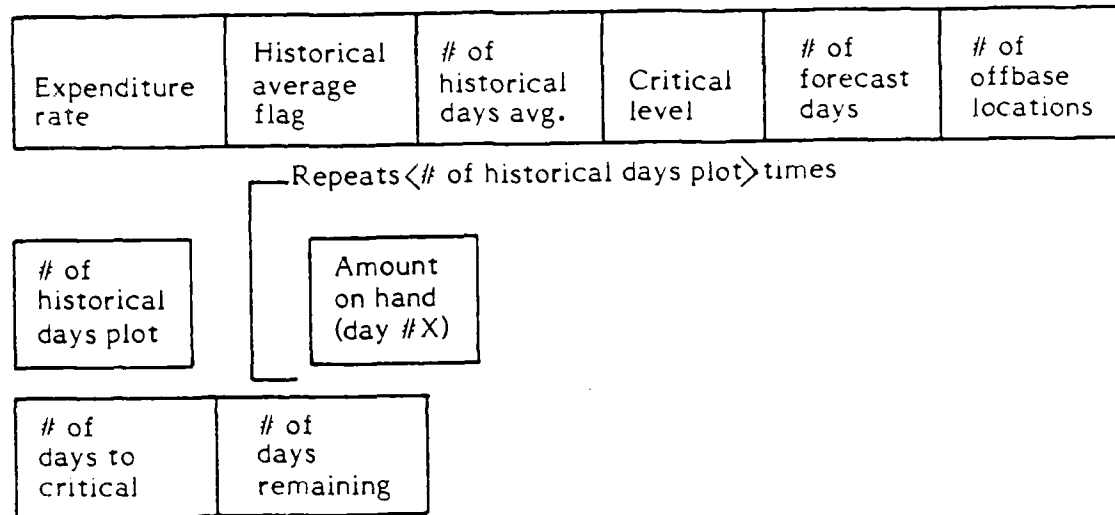 Expenditure
rate
Historical
average
flag
# of
historical
days avg.
Critical
level
# of
forecast
days
# of
offbase
locations
Repeats<# of historical days plot>times
# of
historical
days plot
Amount
on hand
(day #X)
# of
days to
critical
# of
days
remaining